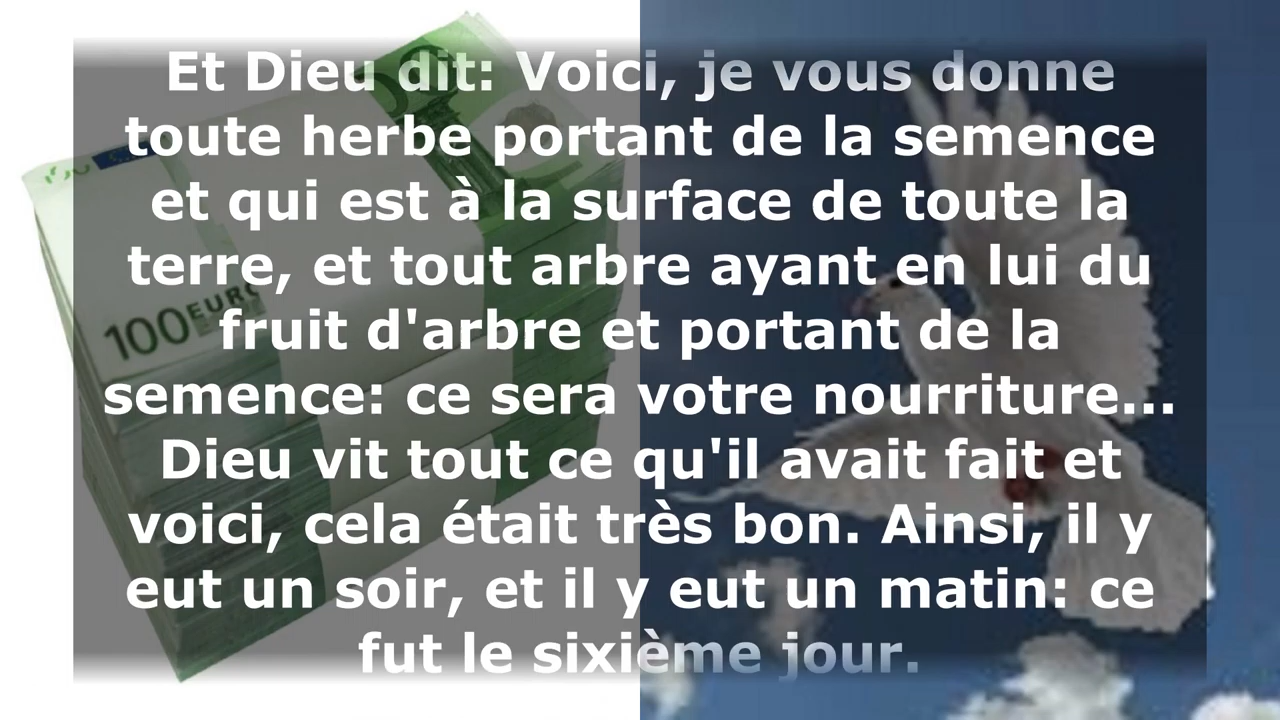 Et Dieu dit: Voici, je vous donne
toute herbe portant de la semence
et qui est à la surface de toute la
terre, et tout arbre ayant en lui du
fruit d'arbre et portant de la
semence: ce sera votre nourriture...
Dieu vit tout ce qu'il avait fait et
voici, cela était très bon. Ainsi, il y
eut un soir, et il y eut un matin: ce
fut le sixième jour.
100 EURO